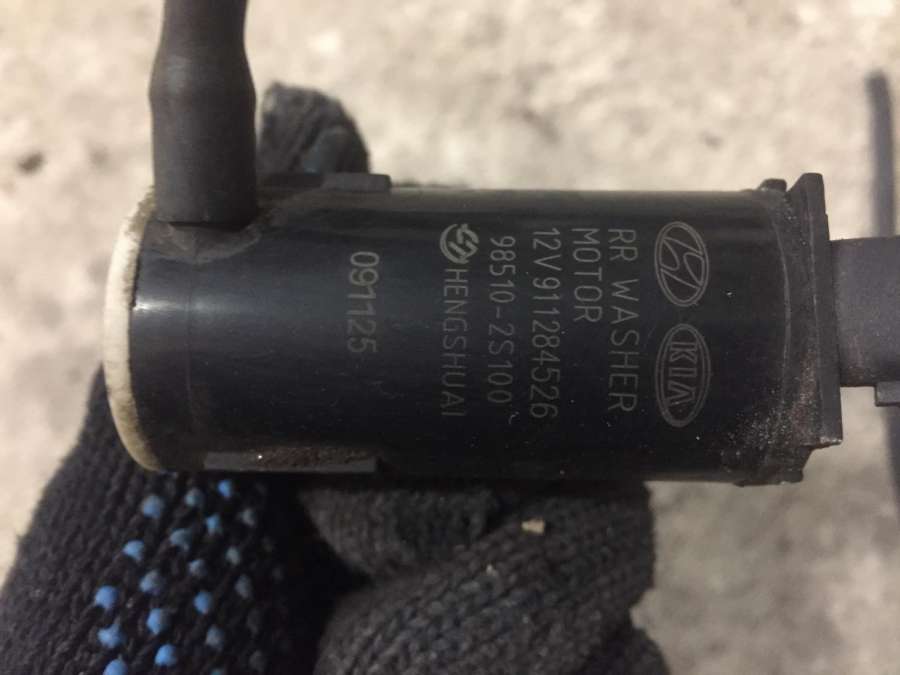 KIA
RR WASHER
MOTOR
12V 911284526
98510-2S100
HENGSHUAI
091125